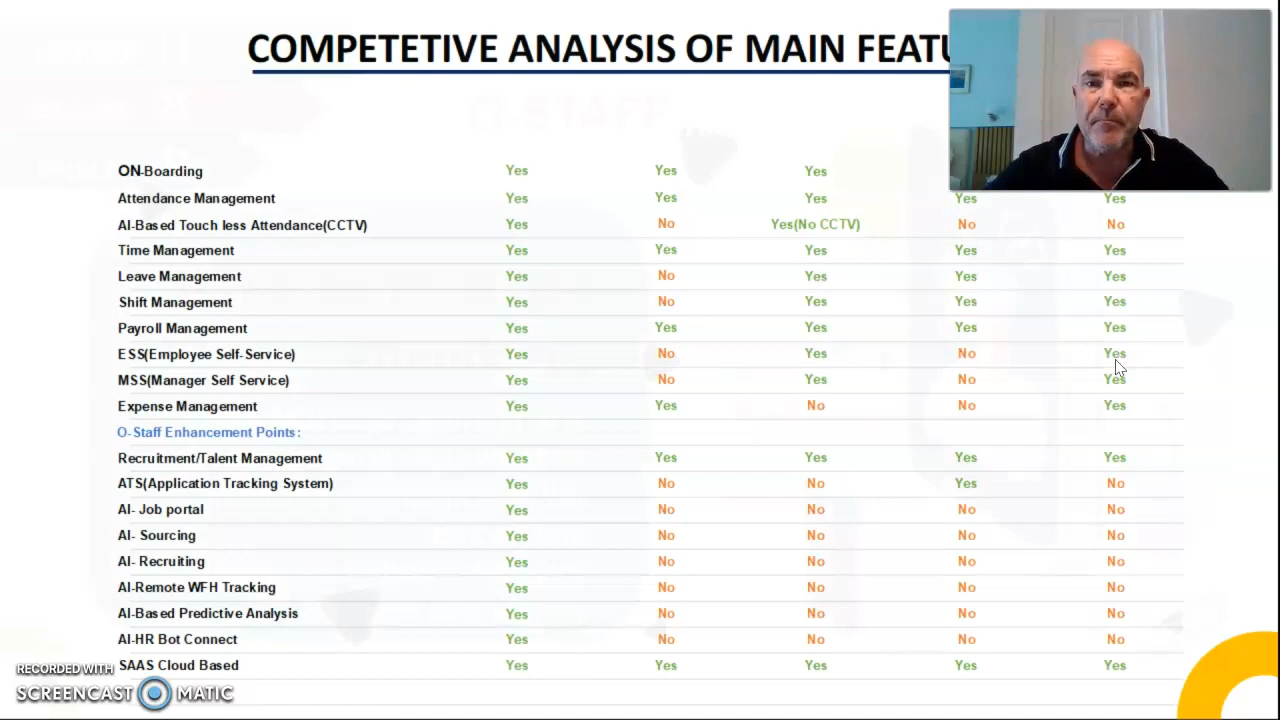 COMPETETIVE ANALYSIS OF MAIN FEATU
O-STAFF
ON-Boarding Yes Yes Yes
Attendance Management Yes Yes Yes Yes Yes
AI-Based Touch less Attendance(CCTV) Yes No Yes(No CCTV) No No
Time Management Yes Yes Yes Yes Yes
Leave Management Yes No Yes Yes Yes
Shift Management Yes No Yes Yes Yes
Payroll Management Yes Yes Yes Yes Yes
ESS(Employee Self-Service) Yes No Yes No Yes
MSS(Manager Self Service) Yes No Yes No Yes
Expense Management Yes Yes No No Yes
O-Staff Enhancement Points:
Recruitment/Talent Management Yes Yes Yes Yes Yes
ATS(Application Tracking System) Yes No No Yes No
AI- Job portal Yes No No No No
AI- Sourcing Yes No No No No
AI- Recruiting Yes No No No No
AI-Remote WFH Tracking Yes No No No No
AI-Based Predictive Analysis Yes No No No No
AI-HR Bot Connect Yes No No No No
SAAS Cloud Based Yes Yes Yes Yes Yes
RECORDED WITH
SCREENCAST MATIC